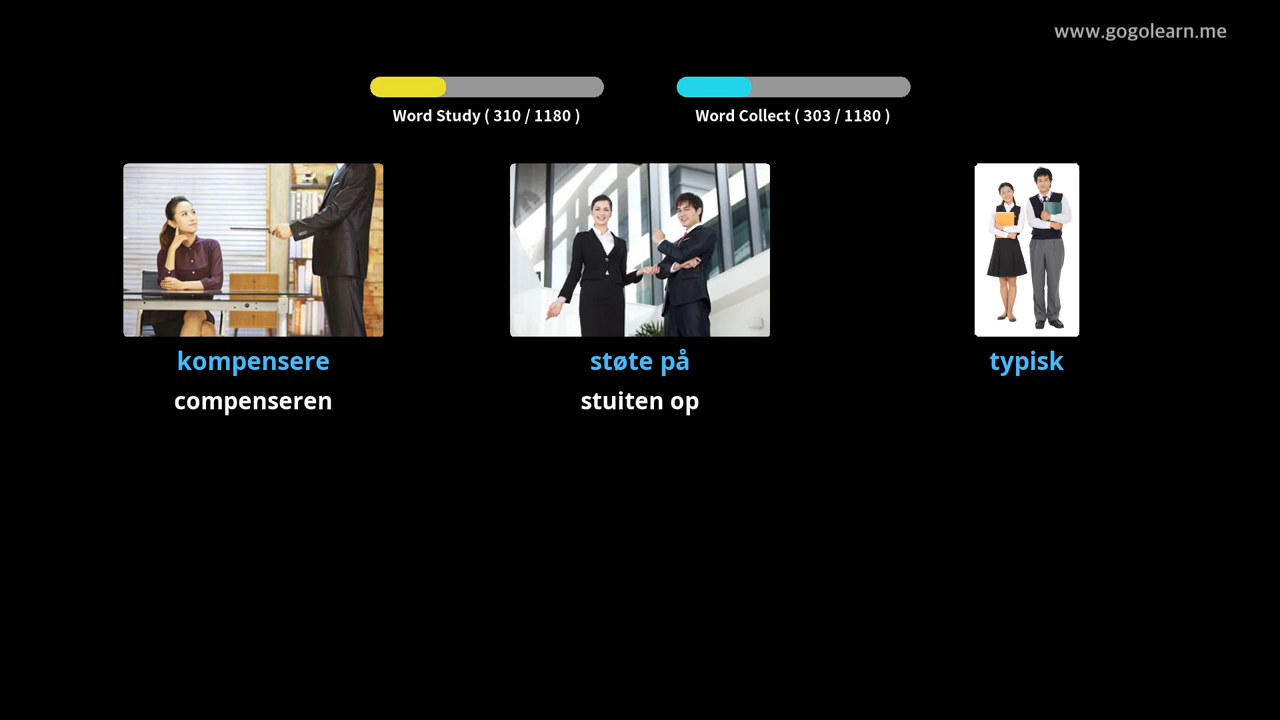 www.gogolearn.me
Word Study ( 310 / 1180 )
Word Collect ( 303 / 1180 )
kompensere
støte på
typisk
compenseren
stuiten op